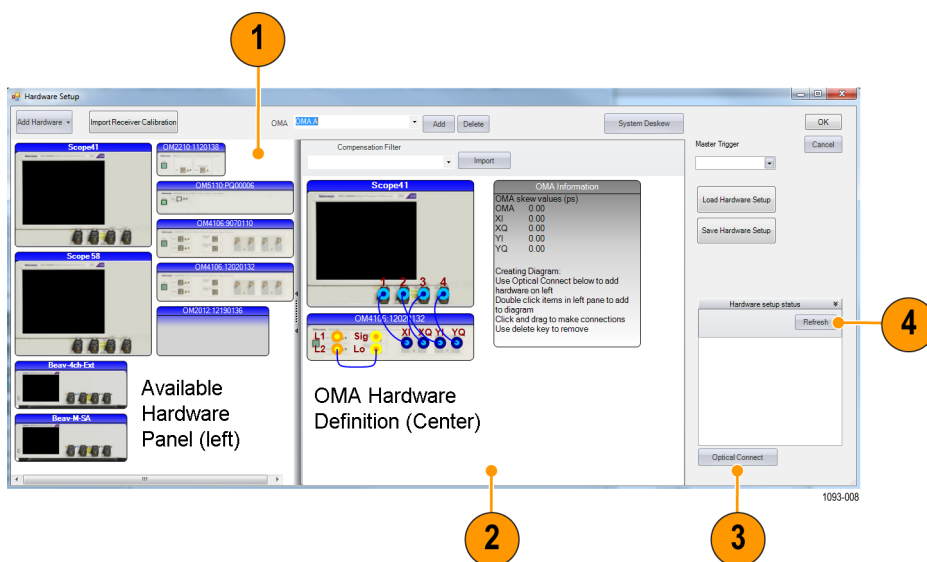 1
Hardware Setup
Add Hardware
Import Receiver Calibration
OMA
OMA A
Add
Delete
System Deskew
OK
Cancel
Scope41
OM2210:1120138
OM5110:PQ00006
OM4106:9070110
Scope 58
OM4106:12020132
OM2012:12190136
Beav-4ch-Ext
Beav-M-SA
Available
Hardware
Panel (left)
Compensation Filter
Import
Scope41
1 2 3 4
OM4106:12020132
L1 Sig XI XQ YI YQ
L2 Lo
OMA Information
OMA skew values (ps)
OMA 0.00
XI 0.00
XQ 0.00
YI 0.00
YQ 0.00
Creating Diagram:
Use Optical Connect below to add
hardware on left
Double click items in left pane to add
to diagram
Click and drag to make connections
Use delete key to remove
OMA Hardware
Definition (Center)
Master Trigger
Load Hardware Setup
Save Hardware Setup
Hardware setup status
Refresh
4
Optical Connect
1093-008
2
3